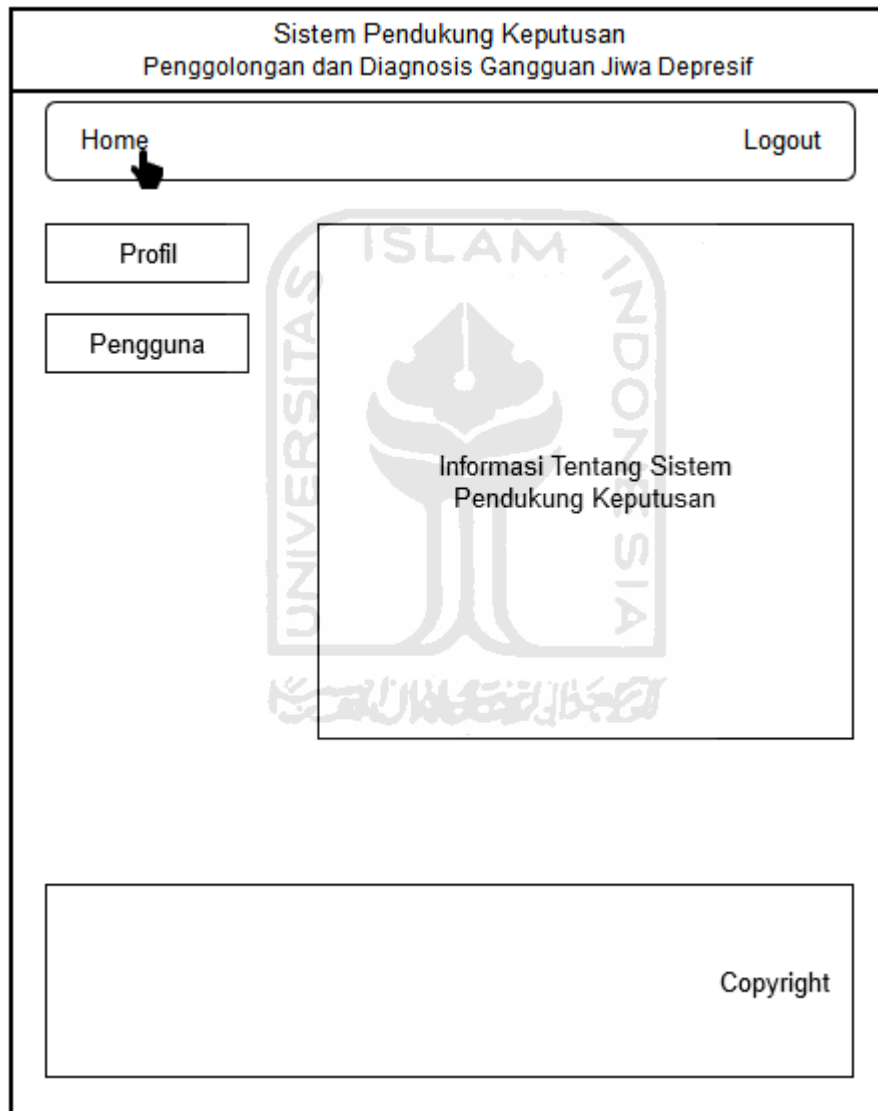 Sistem Pendukung Keputusan
Penggolongan dan Diagnosis Gangguan Jiwa Depresif
Home
Logout
Profil
Pengguna
Informasi Tentang Sistem
Pendukung Keputusan
Copyright
UNIVERSITAS
ISLAM
INDONESIA